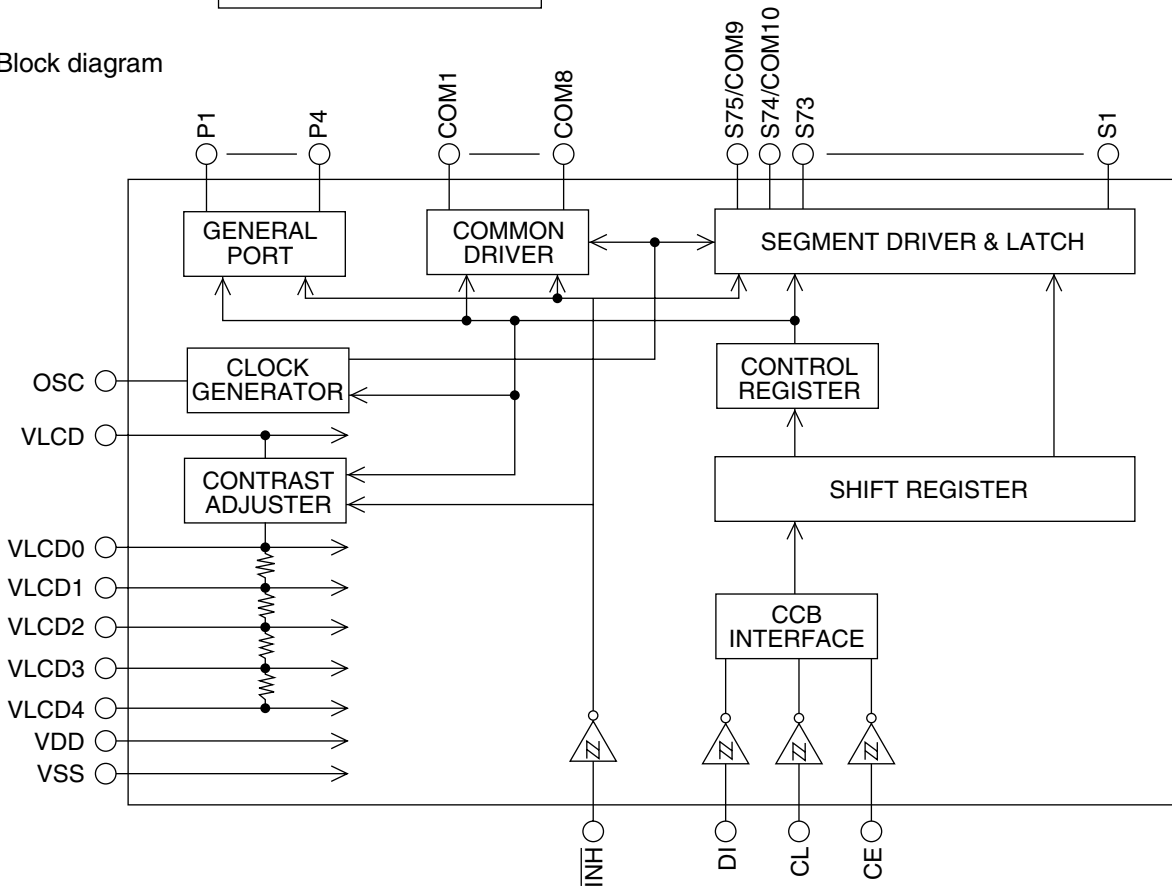 Block diagram
P1
P4
COM1
COM8
S75/COM9
S74/COM10
S73
S1
GENERAL
PORT
COMMON
DRIVER
SEGMENT DRIVER & LATCH
OSC
CLOCK
GENERATOR
CONTROL
REGISTER
VLCD
CONTRAST
ADJUSTER
SHIFT REGISTER
VLCD0
VLCD1
VLCD2
VLCD3
VLCD4
VDD
VSS
CCB
INTERFACE
INH
DI
CL
CE